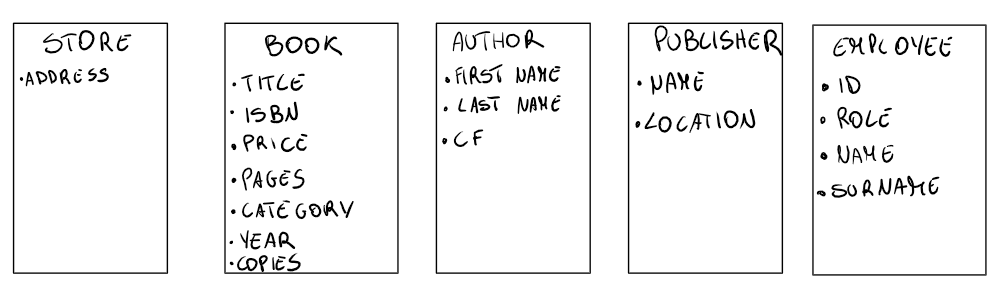 STORE
•ADDRESS
BOOK
•TITLE
•ISBN
•PRICE
•PAGES
•CATEGORY
•YEAR
•COPIES
AUTHOR
•FIRST NAME
•LAST NAME
•CF
PUBLISHER
•NAME
•LOCATION
EMPLOYEE
•ID
•ROLE
•NAME
•SURNAME